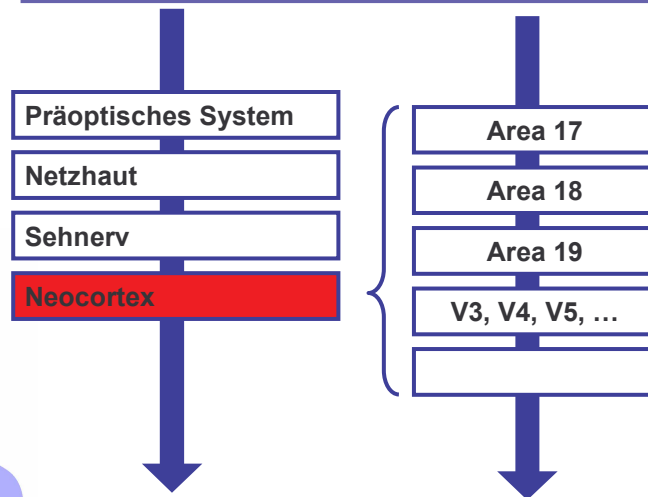 Präoptisches System
Netzhaut
Sehnerv
Neocortex
Area 17
Area 18
Area 19
V3, V4, V5, …